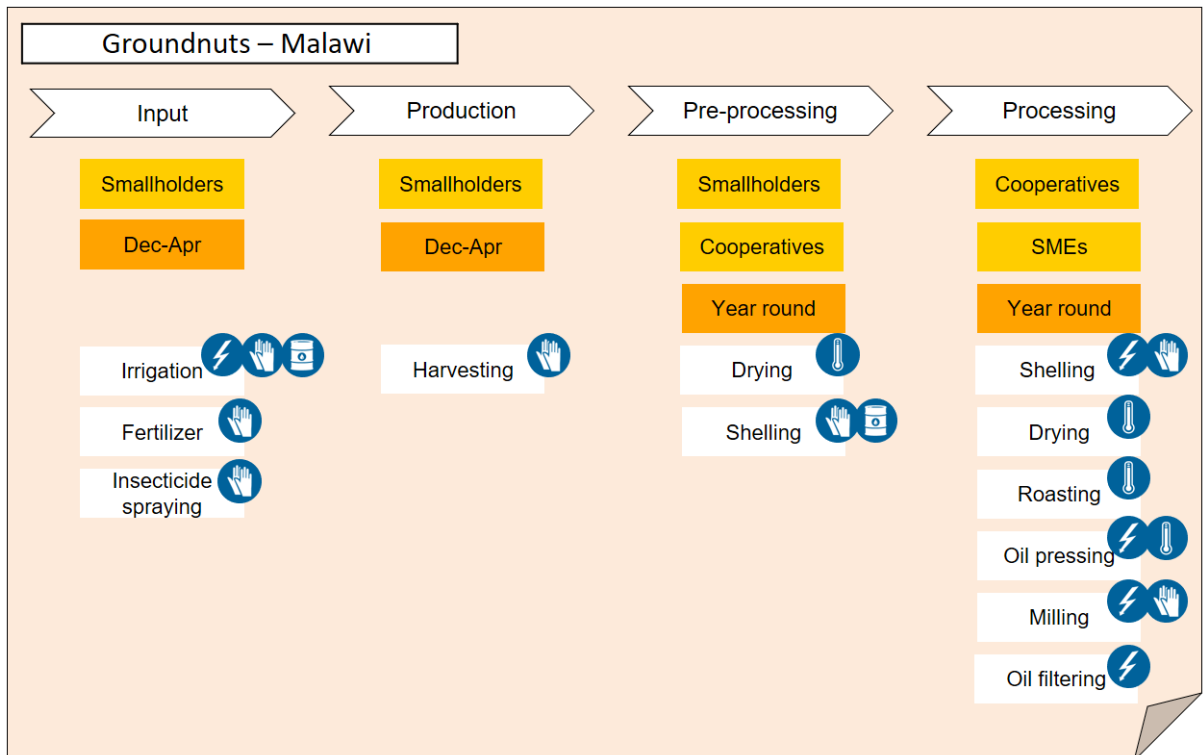 Groundnuts – Malawi
Input
Production
Pre-processing
Processing
Smallholders
Smallholders
Smallholders
Cooperatives
Dec-Apr
Dec-Apr
Cooperatives
SMEs
Year round
Year round
Irrigation
Harvesting
Drying
Shelling
Fertilizer
Shelling
Drying
Insecticide
spraying
Roasting
Oil pressing
Milling
Oil filtering